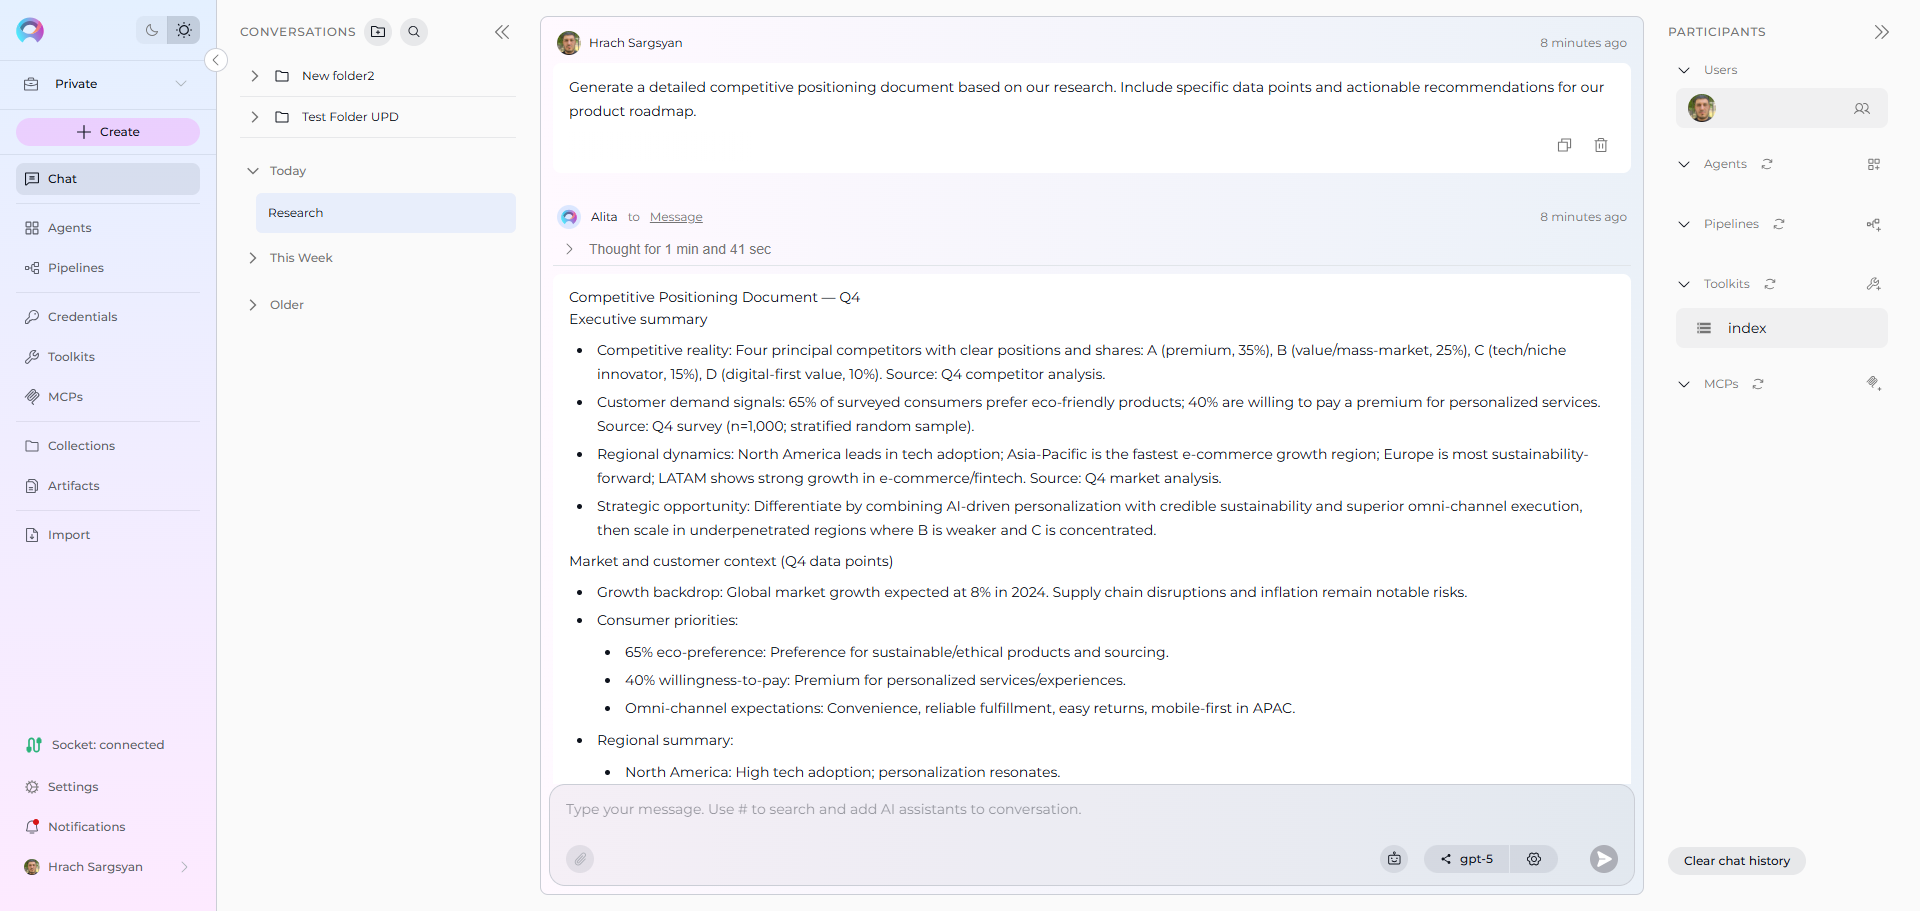 Private
Create
Chat
Agents
Pipelines
Credentials
Toolkits
MCPs
Collections
Artifacts
Import
Socket: connected
Settings
Notifications
Hrach Sargsyan
CONVERSATIONS
New folder2
Test Folder UPD
Today
Research
This Week
Older
Hrach Sargsyan
8 minutes ago
Generate a detailed competitive positioning document based on our research. Include specific data points and actionable recommendations for our
product roadmap.
Alita to Message
8 minutes ago
Thought for 1 min and 41 sec
Competitive Positioning Document — Q4
Executive summary
Competitive reality: Four principal competitors with clear positions and shares: A (premium, 35%), B (value/mass-market, 25%), C (tech/niche
innovator, 15%), D (digital-first value, 10%). Source: Q4 competitor analysis.
Customer demand signals: 65% of surveyed consumers prefer eco-friendly products; 40% are willing to pay a premium for personalized services.
Source: Q4 survey (n=1,000; stratified random sample).
Regional dynamics: North America leads in tech adoption; Asia-Pacific is the fastest e-commerce growth region; Europe is most sustainability-
forward; LATAM shows strong growth in e-commerce/fintech. Source: Q4 market analysis.
Strategic opportunity: Differentiate by combining AI-driven personalization with credible sustainability and superior omni-channel execution,
then scale in underpenetrated regions where B is weaker and C is concentrated.
Market and customer context (Q4 data points)
Growth backdrop: Global market growth expected at 8% in 2024. Supply chain disruptions and inflation remain notable risks.
Consumer priorities:
65% eco-preference: Preference for sustainable/ethical products and sourcing.
40% willingness-to-pay: Premium for personalized services/experiences.
Omni-channel expectations: Convenience, reliable fulfillment, easy returns, mobile-first in APAC.
Regional summary:
North America: High tech adoption; personalization resonates.
Type your message. Use # to search and add AI assistants to conversation.
gpt-5
PARTICIPANTS
Users
Agents
Pipelines
Toolkits
index
MCPs
Clear chat history